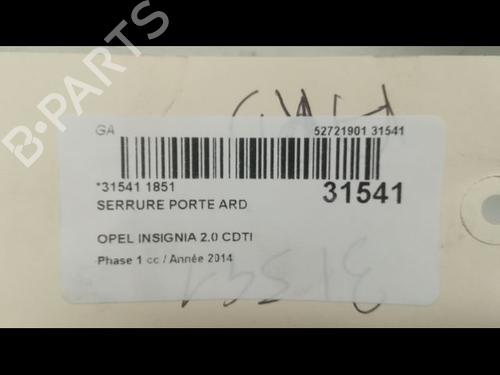 B-PARTS
GA
52721901 31541
*31541 1851
31541
SERRURE PORTE ARD
OPEL INSIGNIA 2.0 CDTI
Phase 1 cc / Année 2014
31541